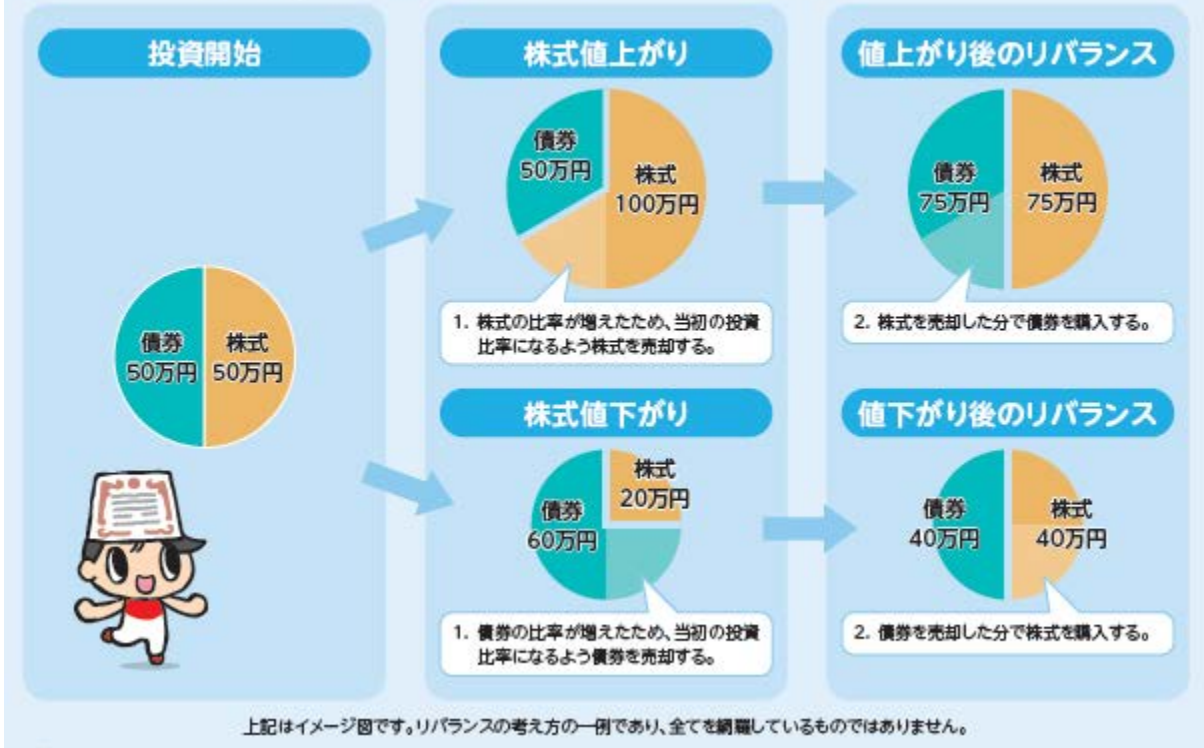 投資開始
債券
50万円
株式
50万円
株式値上がり
債券
50万円
株式
100万円
1. 株式の比率が増えたため、当初の投資
比率になるよう株式を売却する。
値上がり後のリバランス
債券
75万円
株式
75万円
2. 株式を売却した分で債券を購入する。
株式値下がり
債券
60万円
株式
20万円
1. 債券の比率が増えたため、当初の投資
比率になるよう債券を売却する。
値下がり後のリバランス
債券
40万円
株式
40万円
2. 債券を売却した分で株式を購入する。
上記はイメージ図です。リバランスの考え方の一例であり、全てを網羅しているものではありません。